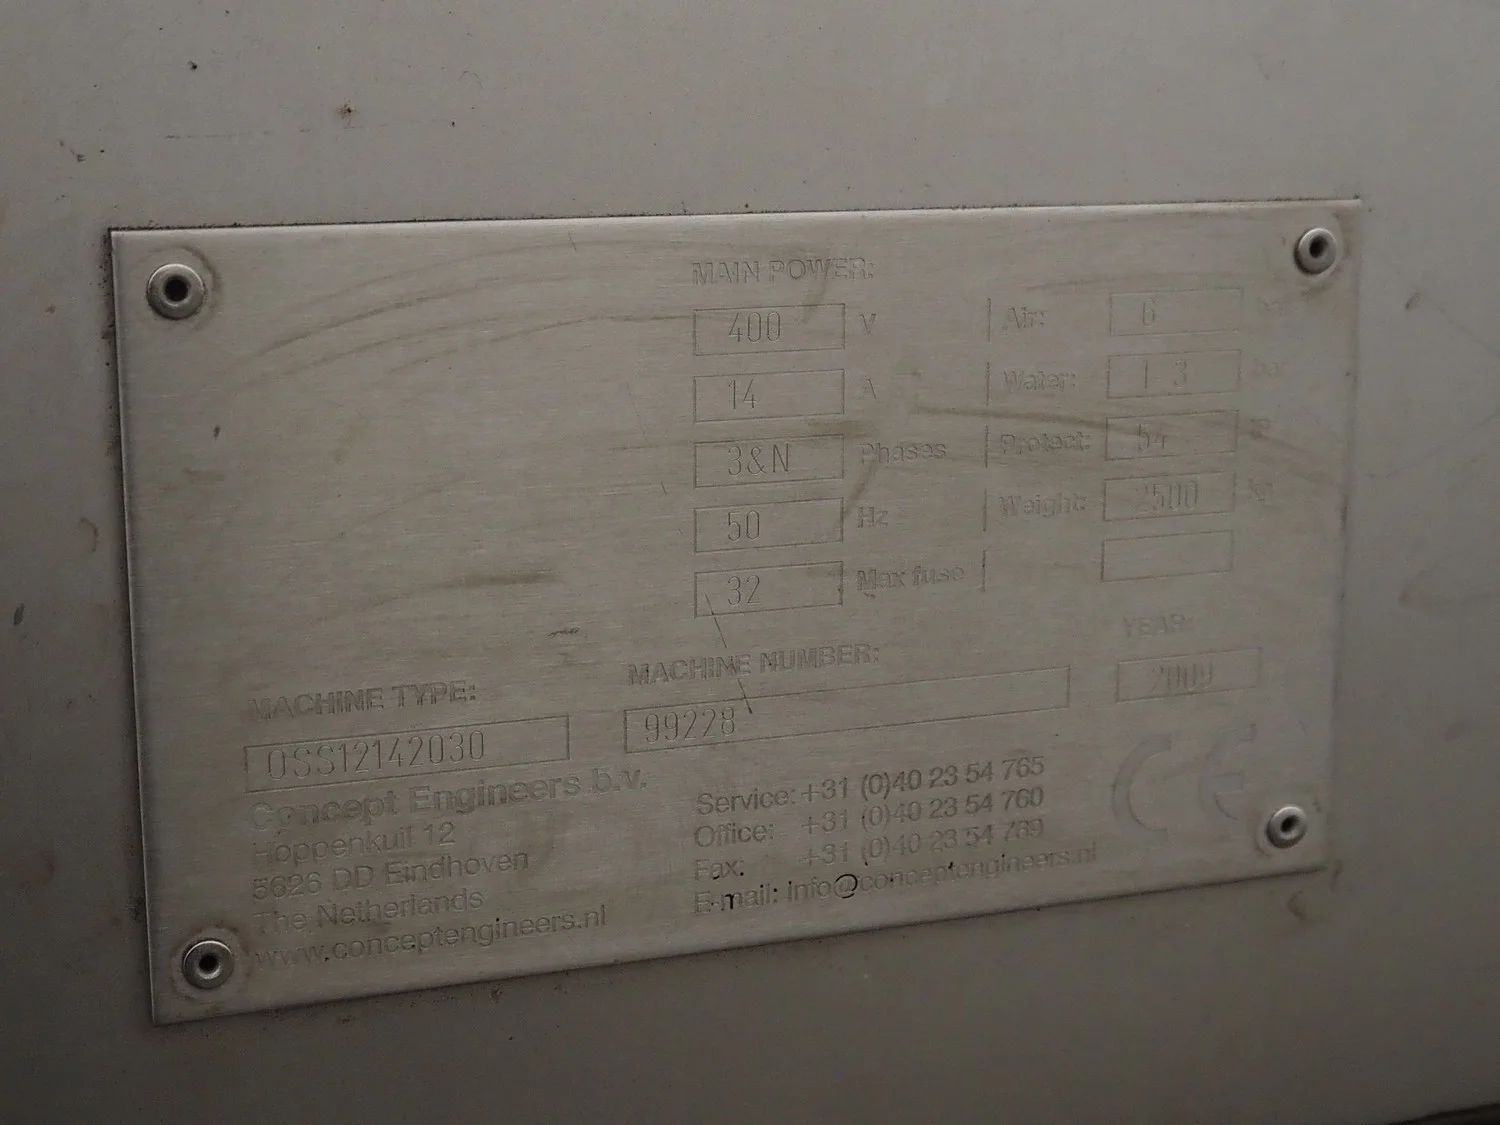 MAIN POWER:
400 V Air: 6 bar
14 A Water: 1 3 bar
3&N Phases Protect: 54 IP
50 Hz Weight: 2500 kg
32 Max fuse
MACHINE TYPE: MACHINE NUMBER: YEAR:
OSS12142030 99228 2009
Concept Engineers b.v.
Hoppenkuil 12
5626 DD Eindhoven
The Netherlands
www.conceptengineers.nl
Service: +31 (0)40 23 54 765
Office: +31 (0)40 23 54 760
Fax: +31 (0)40 23 54 769
E-mail: info@conceptengineers.nl
CE